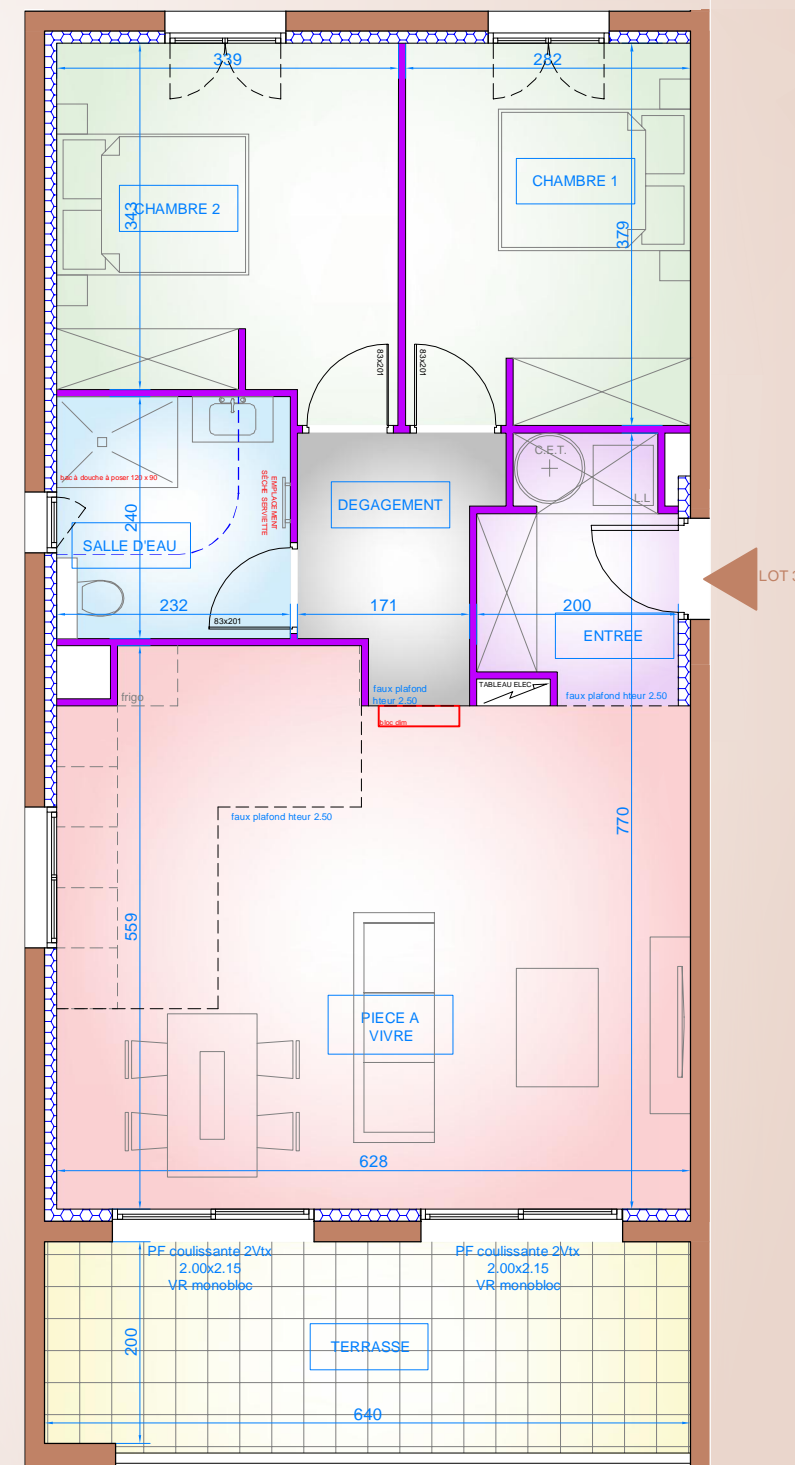 339
282
CHAMBRE 1
CHAMBRE 2
343
379
83x201
83x201
C.E.T.
L.L
bac à douche à poser 120 x 90
EMPLACEMENT
SÈCHE SERVIETTE
DEGAGEMENT
240
SALLE D'EAU
LOT 3
232
171
200
83x201
ENTREE
TABLEAU ELEC
frigo
faux plafond
hteur 2.50
faux plafond hteur 2.50
bloc clim
faux plafond hteur 2.50
770
559
PIECE A
VIVRE
628
PF coulissante 2Vtx
2.00x2.15
VR monobloc
PF coulissante 2Vtx
2.00x2.15
VR monobloc
200
TERRASSE
640